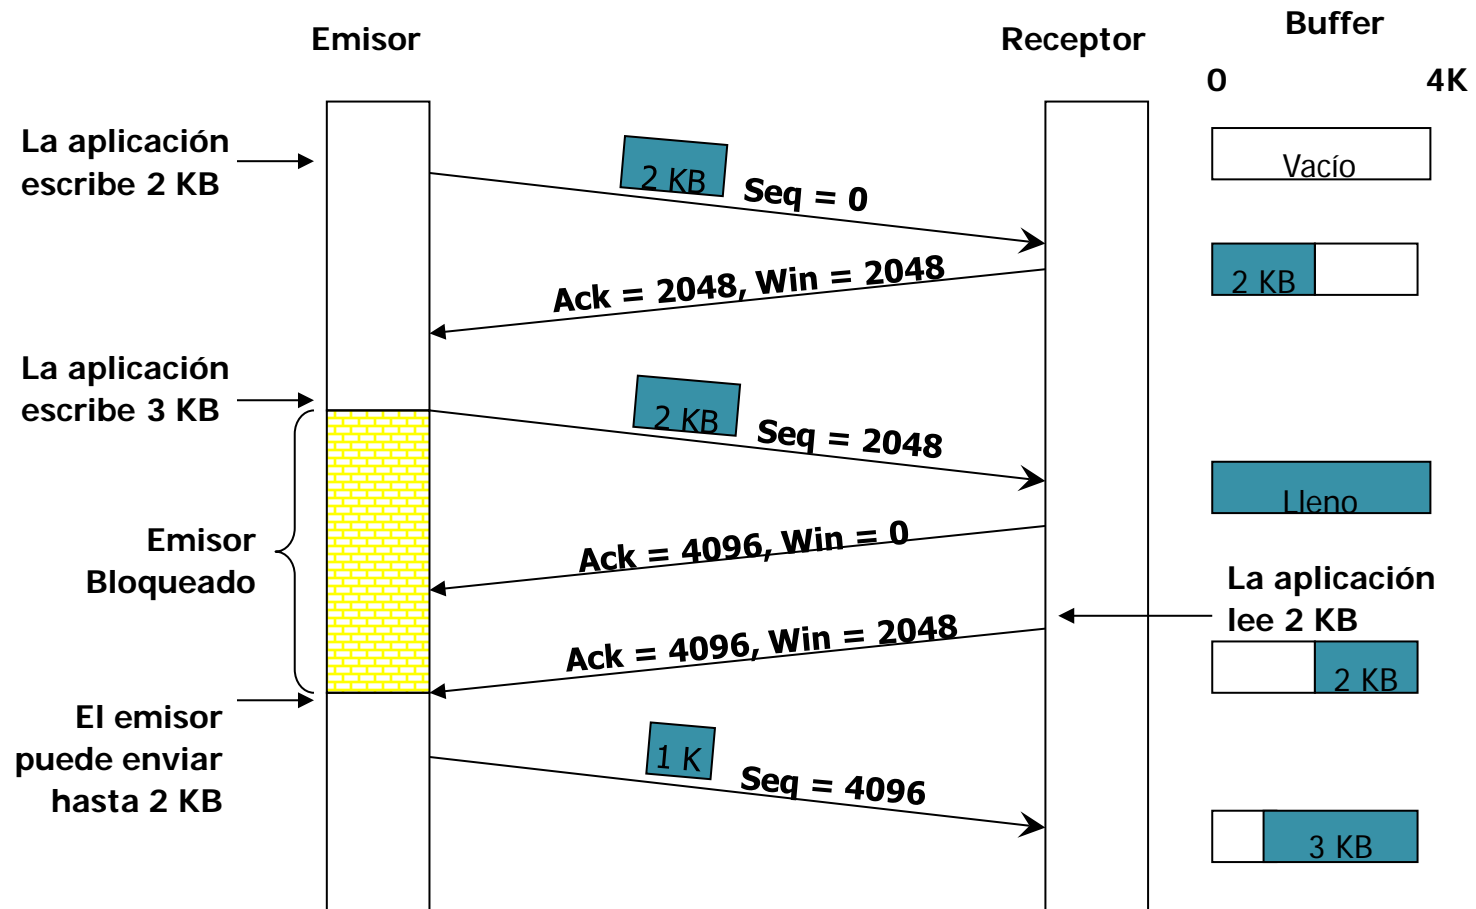 Emisor
Receptor
Buffer
0
4K
La aplicación
escribe 2 KB
2 KB
Seq = 0
Vacío
Ack = 2048, Win = 2048
2 KB
La aplicación
escribe 3 KB
2 KB
Seq = 2048
Lleno
Emisor
Bloqueado
Ack = 4096, Win = 0
La aplicación
lee 2 KB
Ack = 4096, Win = 2048
2 KB
El emisor
puede enviar
hasta 2 KB
1 K
Seq = 4096
3 KB